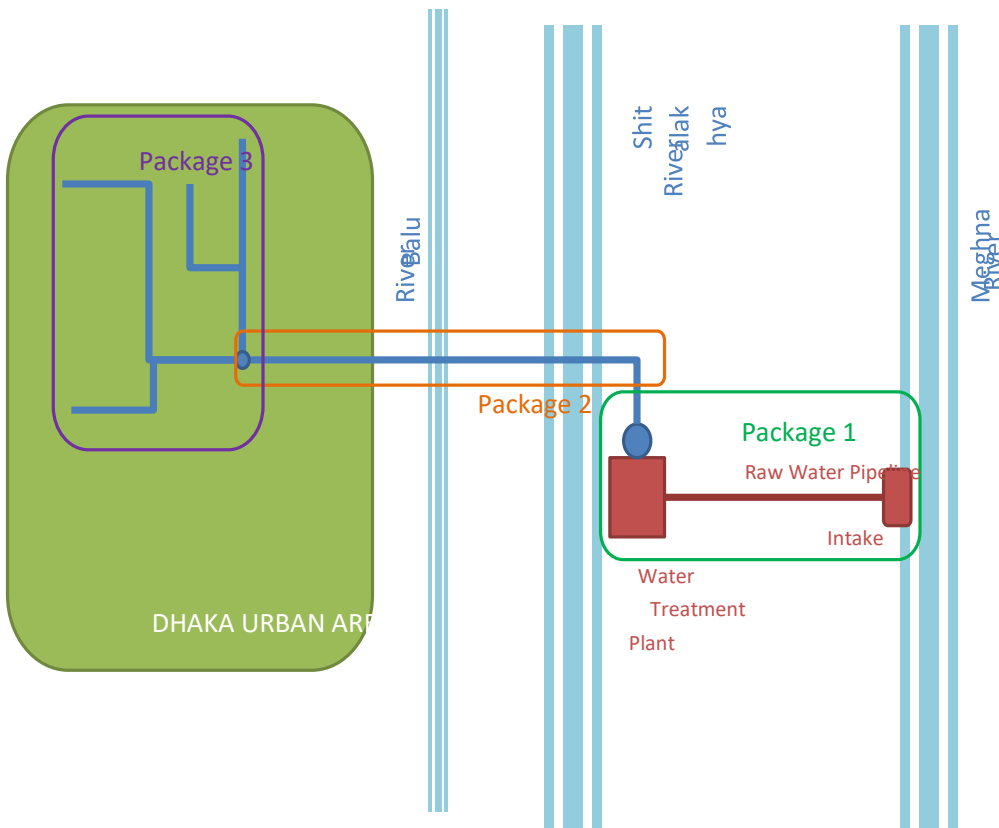 Shit
alak
hya
River
Package 3
Balu
River
Meghna
River
Package 2
Package 1
Raw Water Pipeline
Intake
Water
Treatment
Plant
DHAKA URBAN ARE